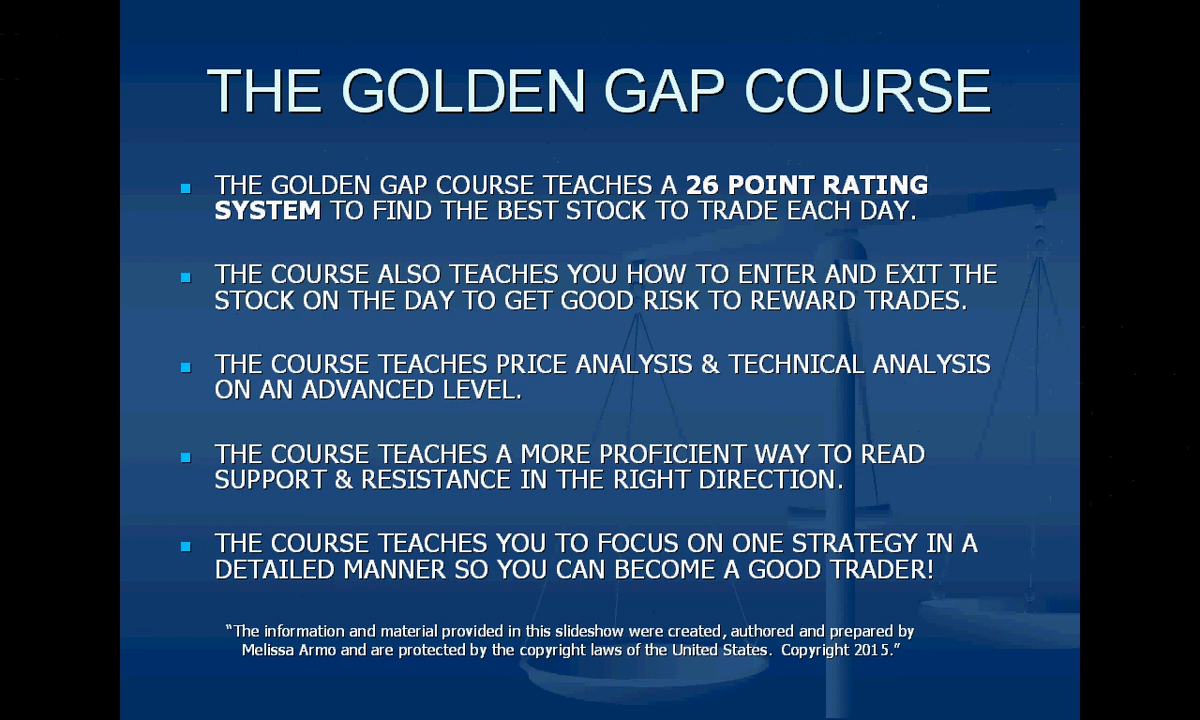 THE GOLDEN GAP COURSE
THE GOLDEN GAP COURSE TEACHES A 26 POINT RATING
SYSTEM TO FIND THE BEST STOCK TO TRADE EACH DAY.
THE COURSE ALSO TEACHES YOU HOW TO ENTER AND EXIT THE
STOCK ON THE DAY TO GET GOOD RISK TO REWARD TRADES.
THE COURSE TEACHES PRICE ANALYSIS & TECHNICAL ANALYSIS
ON AN ADVANCED LEVEL.
THE COURSE TEACHES A MORE PROFICIENT WAY TO READ
SUPPORT & RESISTANCE IN THE RIGHT DIRECTION.
THE COURSE TEACHES YOU TO FOCUS ON ONE STRATEGY IN A
DETAILED MANNER SO YOU CAN BECOME A GOOD TRADER!
“The information and material provided in this slideshow were created, authored and prepared by
Melissa Armo and are protected by the copyright laws of the United States. Copyright 2015.”